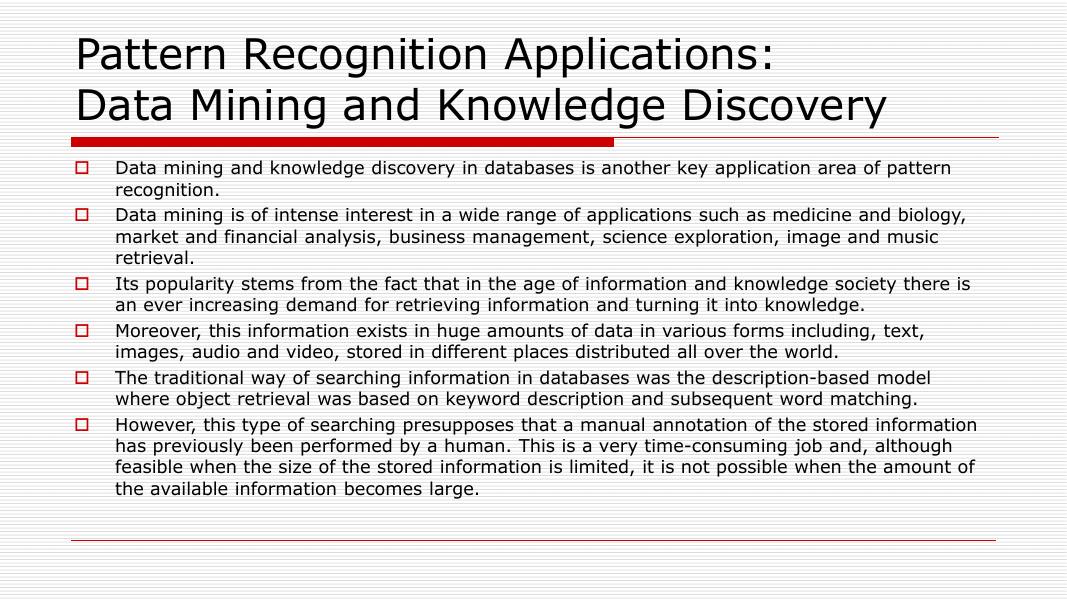 Pattern Recognition Applications:
Data Mining and Knowledge Discovery
Data mining and knowledge discovery in databases is another key application area of pattern
recognition.
Data mining is of intense interest in a wide range of applications such as medicine and biology,
market and financial analysis, business management, science exploration, image and music
retrieval.
Its popularity stems from the fact that in the age of information and knowledge society there is
an ever increasing demand for retrieving information and turning it into knowledge.
Moreover, this information exists in huge amounts of data in various forms including, text,
images, audio and video, stored in different places distributed all over the world.
The traditional way of searching information in databases was the description-based model
where object retrieval was based on keyword description and subsequent word matching.
However, this type of searching presupposes that a manual annotation of the stored information
has previously been performed by a human. This is a very time-consuming job and, although
feasible when the size of the stored information is limited, it is not possible when the amount of
the available information becomes large.